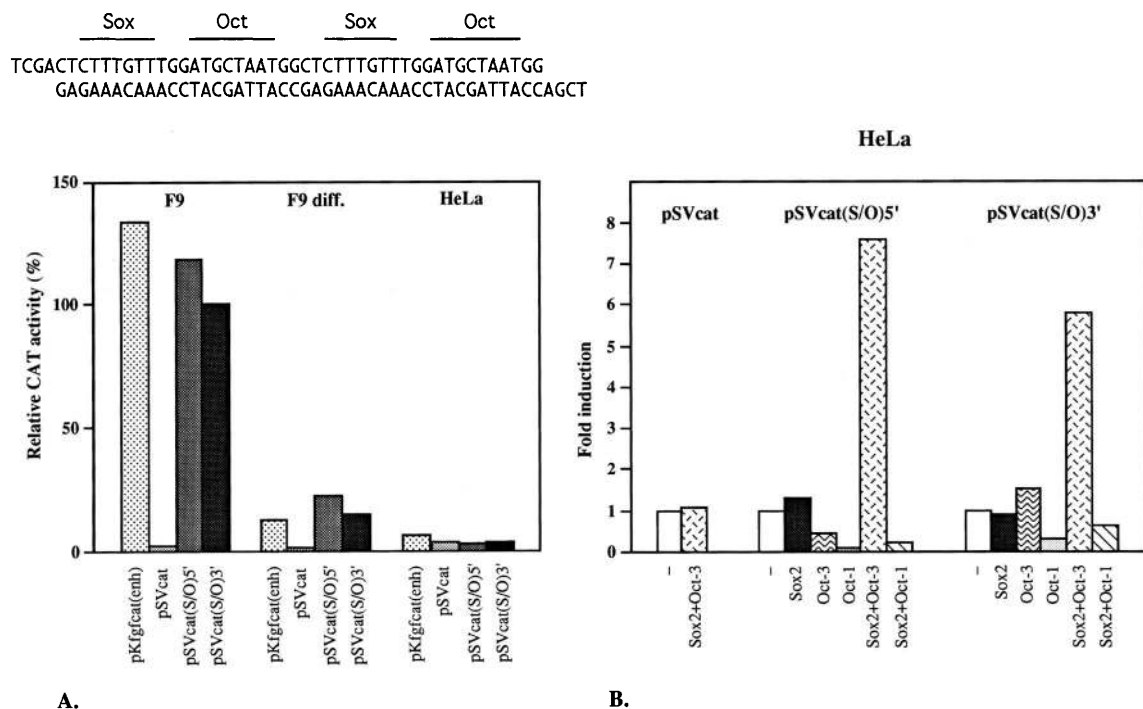 Sox Oct Sox Oct
TCGACTCTTTGTTTGGATGCTAATGGCTCTTTGTTTGGATGCTAATGG
GAGAAACAAACCTACGATTACCGAGAAACAAACCTACGATTACCAGCT
HeLa
150
100
50
0
Relative CAT activity (%)
F9 F9 diff. HeLa
pKfgfcat(enh)
pSVcat
pSVcat(S/O)5'
pSVcat(S/O)3'
pKfgfcat(enh)
pSVcat
pSVcat(S/O)5'
pSVcat(S/O)3'
pKfgfcat(enh)
pSVcat
pSVcat(S/O)5'
pSVcat(S/O)3'
A.
8
7
6
5
4
3
2
1
0
Fold induction
pSVcat pSVcat(S/O)5' pSVcat(S/O)3'
–
Sox2+Oct-3
–
Sox2
Oct-3
Oct-1
Sox2+Oct-3
Sox2+Oct-1
–
Sox2
Oct-3
Oct-1
Sox2+Oct-3
Sox2+Oct-1
B.